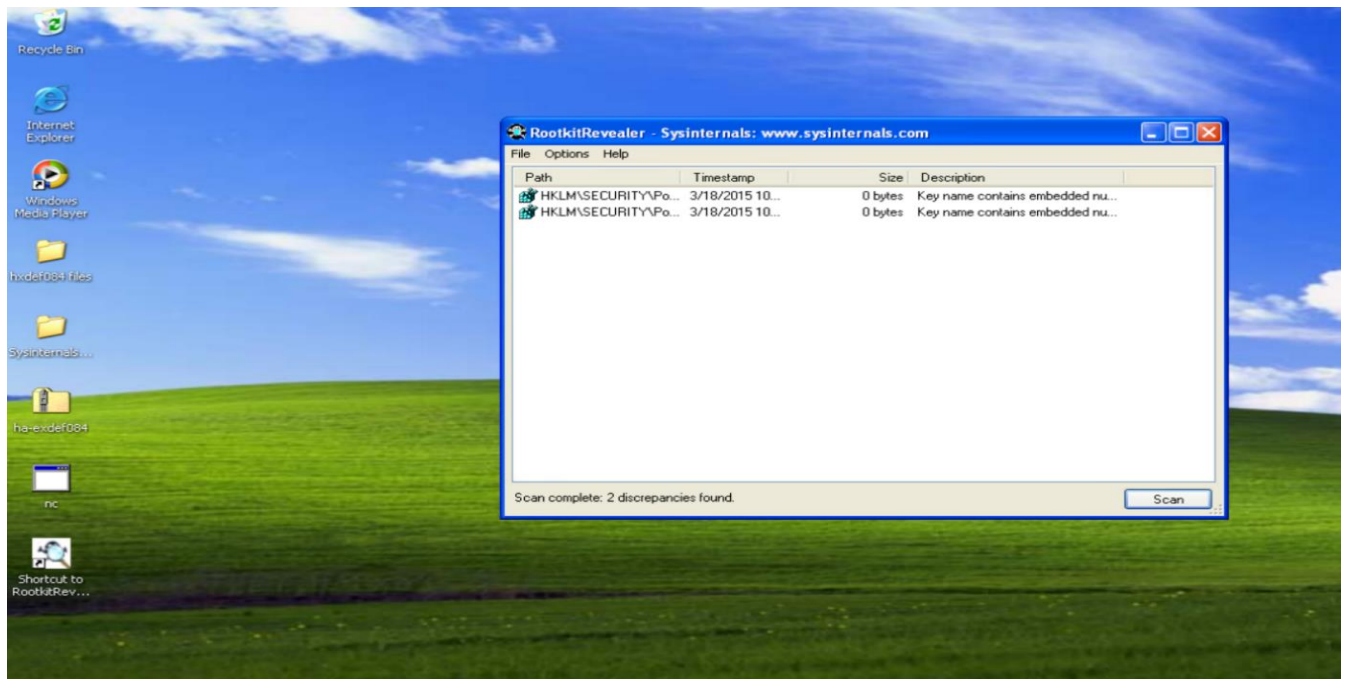 Recycle Bin
Internet
Explorer
Windows
Media Player
hxdef084 files
Sysinternals...
ha-exdef084
nc
Shortcut to
RootkitRev...
RootkitRevealer - Sysinternals: www.sysinternals.com
File Options Help
Path Timestamp Size Description
HKLM\SECURITY\Po... 3/18/2015 10... 0 bytes Key name contains embedded nu...
HKLM\SECURITY\Po... 3/18/2015 10... 0 bytes Key name contains embedded nu...
Scan complete: 2 discrepancies found.
Scan